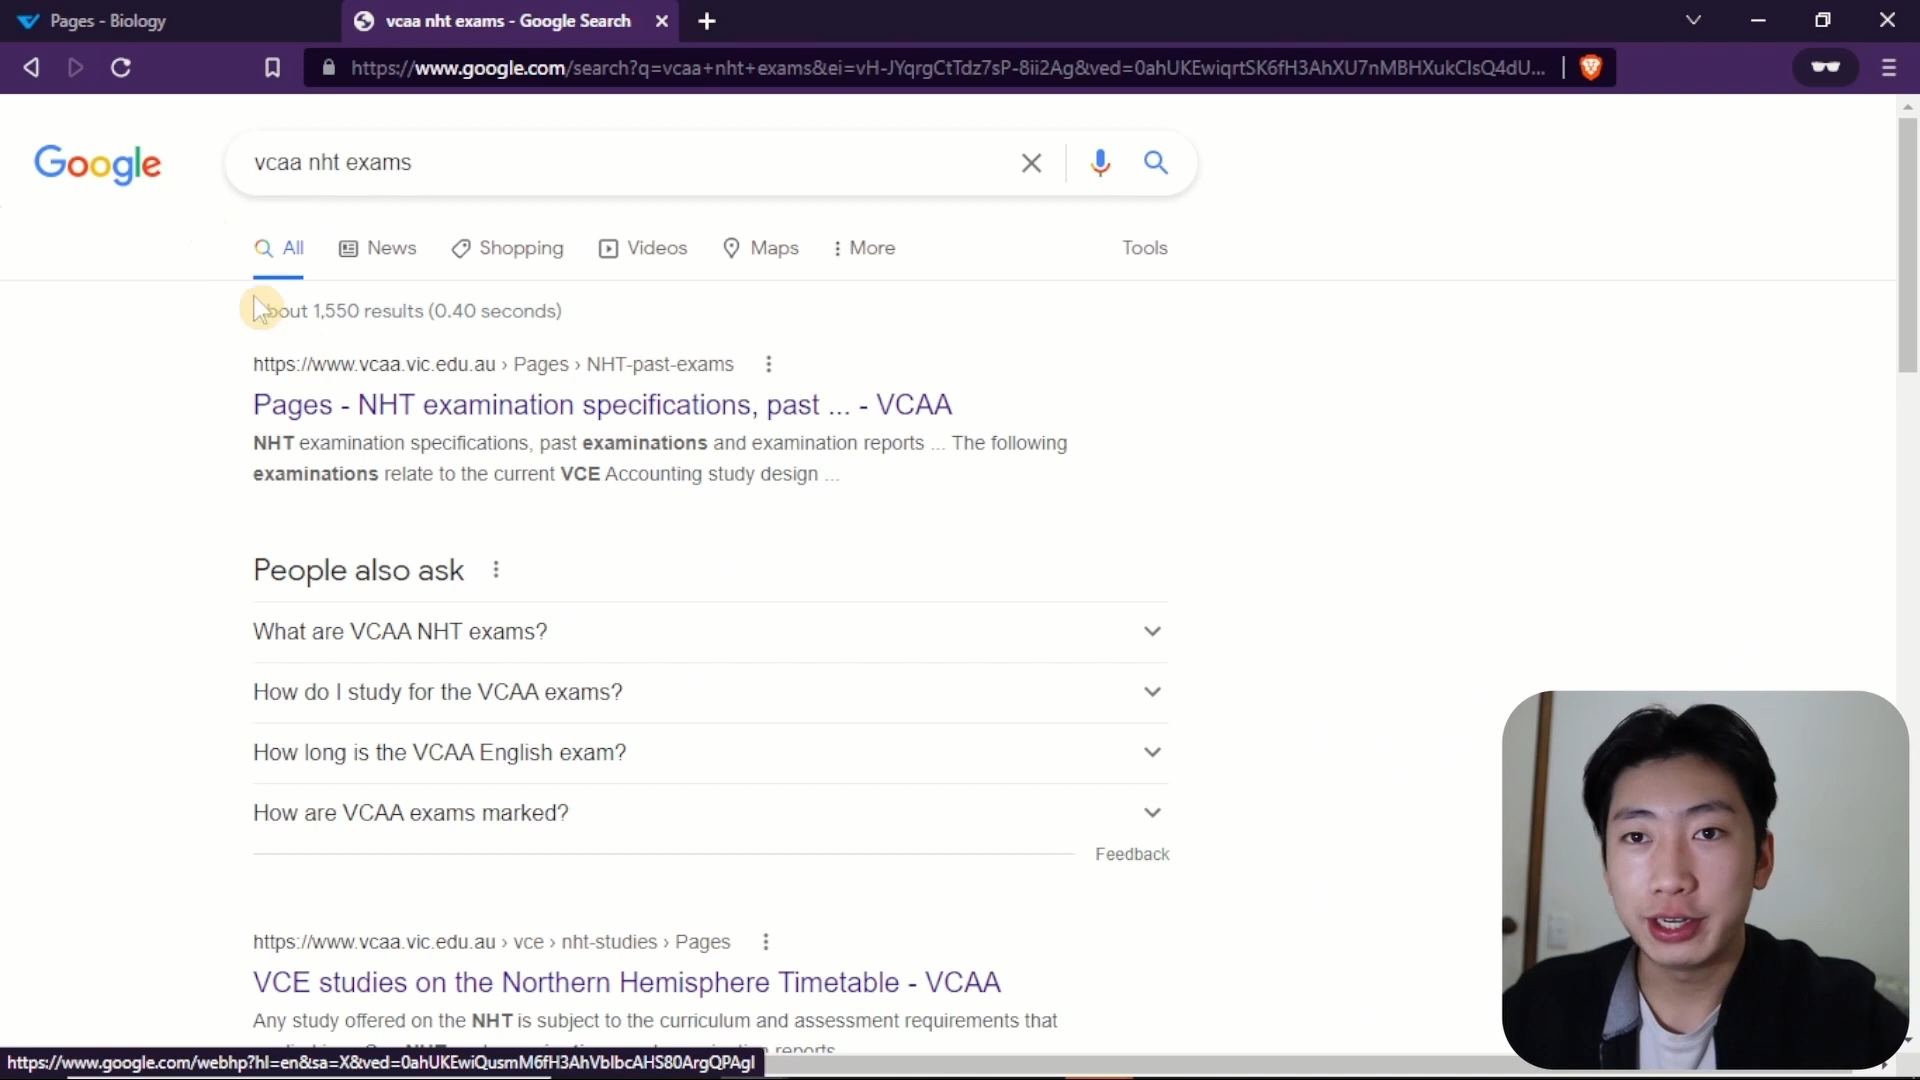 Pages - Biology
vcaa nht exams - Google Search
https://www.google.com/search?q=vcaa+nht+exams&ei=vH-JYqrgCtTdz7sP-8ii2Ag&ved=0ahUKEwiqrtSK6fH3AhXU7nMBHXukCIsQ4dU...
Google
vcaa nht exams
All
News
Shopping
Videos
Maps
More
Tools
bout 1,550 results (0.40 seconds)
https://www.vcaa.vic.edu.au › Pages › NHT-past-exams
Pages - NHT examination specifications, past ... - VCAA
NHT examination specifications, past examinations and examination reports ... The following
examinations relate to the current VCE Accounting study design ...
People also ask
What are VCAA NHT exams?
How do I study for the VCAA exams?
How long is the VCAA English exam?
How are VCAA exams marked?
Feedback
https://www.vcaa.vic.edu.au › vce › nht-studies › Pages
VCE studies on the Northern Hemisphere Timetable - VCAA
Any study offered on the NHT is subject to the curriculum and assessment requirements that
reports.
https://www.google.com/webhp?hl=en&sa=X&ved=0ahUKEwiQusmM6fH3AhVbIbcAHS80ArgQPAgI